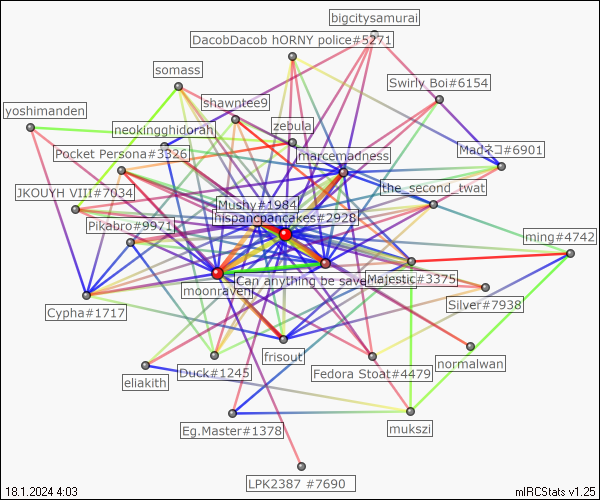 bigcitysamurai
DacobDacob hORNY police#5271
somass
Swirly Boi#6154
shawntee9
yoshimanden
zebula
neokingghidorah
Madネコ#6901
Pocket Persona#3326
marcemadness
JKOUYH VIII#7034
the_second_twat
Mushy#1984
hispanicpancakes#2928
Pikabro#9971
ming#4742
Majestic#3375
Can anything be save
moonraven
Silver#7938
Cypha#1717
frisout
normalwan
Duck#1245
Fedora Stoat#4479
eliakith
Eg.Master#1378
mukszi
LPK2387 #7690
18.1.2024 4:03
mIRCStats v1.25